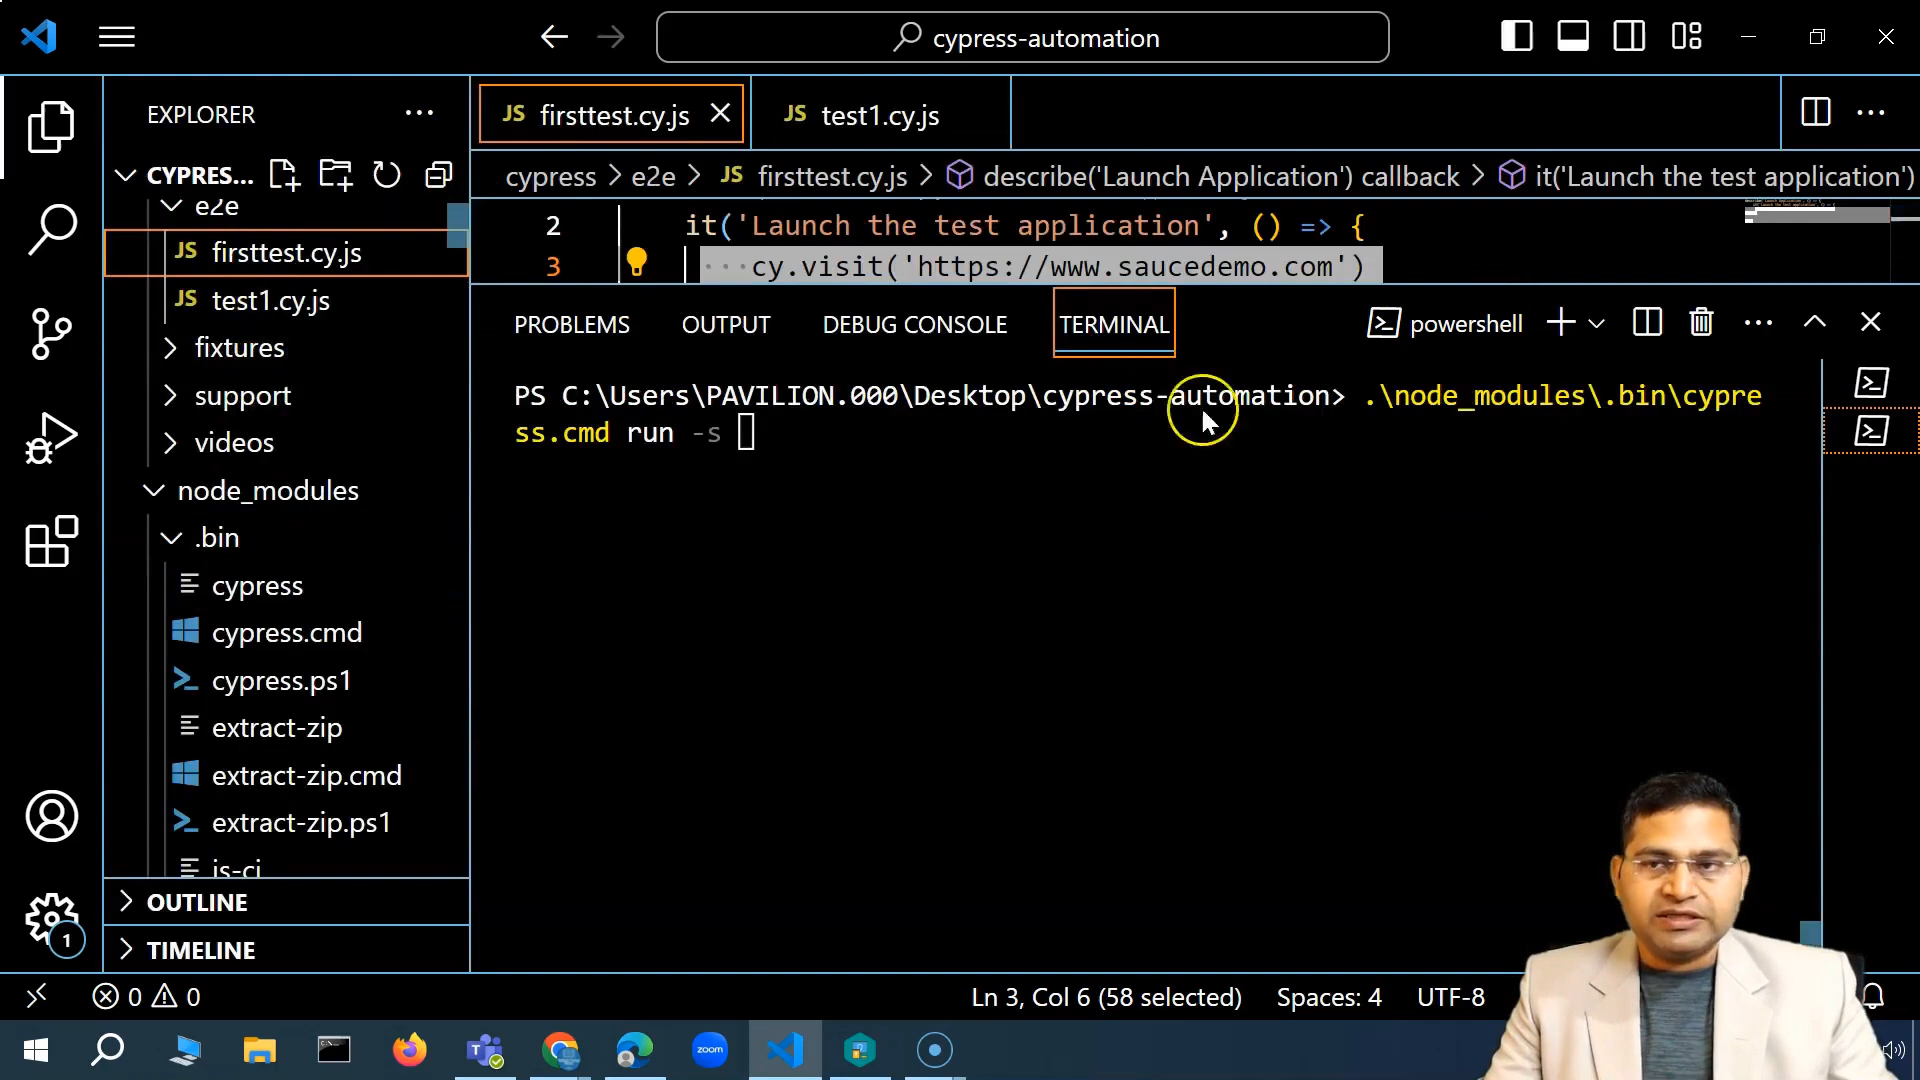 cypress-automation
EXPLORER
firsttest.cy.js
test1.cy.js
CYPRES...
cypress > e2e > JS firsttest.cy.js > describe('Launch Application') callback > it('Launch the test application')
e2e
JS firsttest.cy.js
JS test1.cy.js
fixtures
support
videos
node_modules
.bin
cypress
cypress.cmd
cypress.ps1
extract-zip
extract-zip.cmd
extract-zip.ps1
is-ci
OUTLINE
TIMELINE
2 it('Launch the test application', () => {
3 ···cy.visit('https://www.saucedemo.com')
PROBLEMS OUTPUT DEBUG CONSOLE TERMINAL powershell
PS C:\Users\PAVILION.000\Desktop\cypress-automation> .\node_modules\.bin\cypre
ss.cmd run -s
0 0 Ln 3, Col 6 (58 selected) Spaces: 4 UTF-8
1
zoom